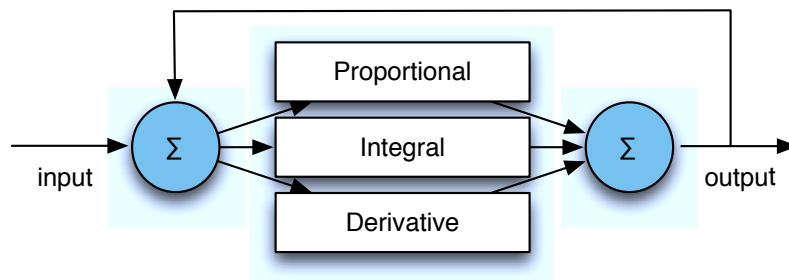 Proportional
Σ
Integral
Σ
input
output
Derivative